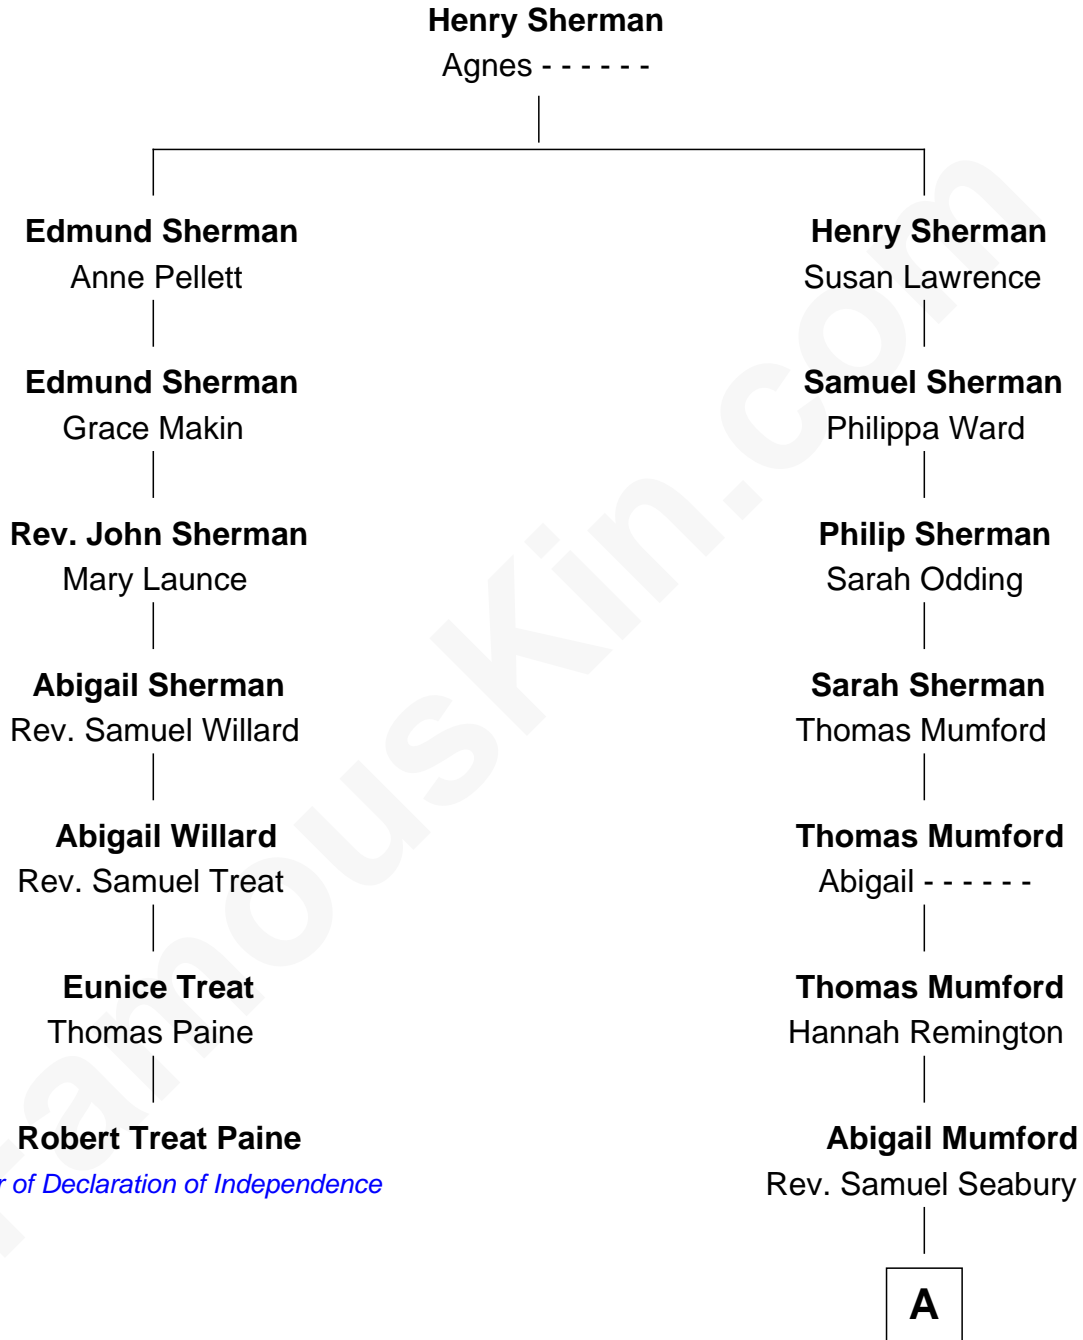 Henry Sherman
Agnes - - - - - -
Edmund Sherman
Anne Pellett
Henry Sherman
Susan Lawrence
Edmund Sherman
Grace Makin
Samuel Sherman
Philippa Ward
Rev. John Sherman
Mary Launce
Philip Sherman
Sarah Odding
Abigail Sherman
Rev. Samuel Willard
Sarah Sherman
Thomas Mumford
Abigail Willard
Rev. Samuel Treat
Thomas Mumford
Abigail - - - - - -
Eunice Treat
Thomas Paine
Thomas Mumford
Hannah Remington
Robert Treat Paine
r of Declaration of Independence
Abigail Mumford
Rev. Samuel Seabury
A
FamousKin.com